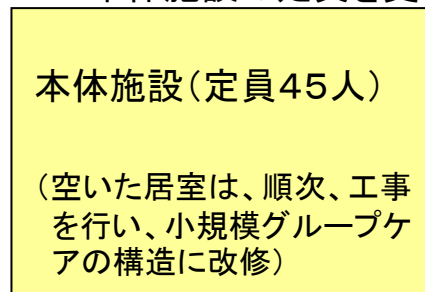 本体施設(定員45人)
(空いた居室は、順次、工事
を行い、小規模グループケ
アの構造に改修)